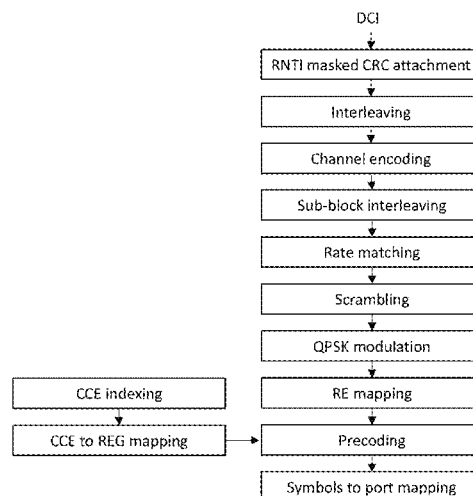 DCI
RNTI masked CRC attachment
Interleaving
Channel encoding
Sub-block interleaving
Rate matching
Scrambling
QPSK modulation
CCE indexing
RE mapping
CCE to REG mapping
Precoding
Symbols to port mapping